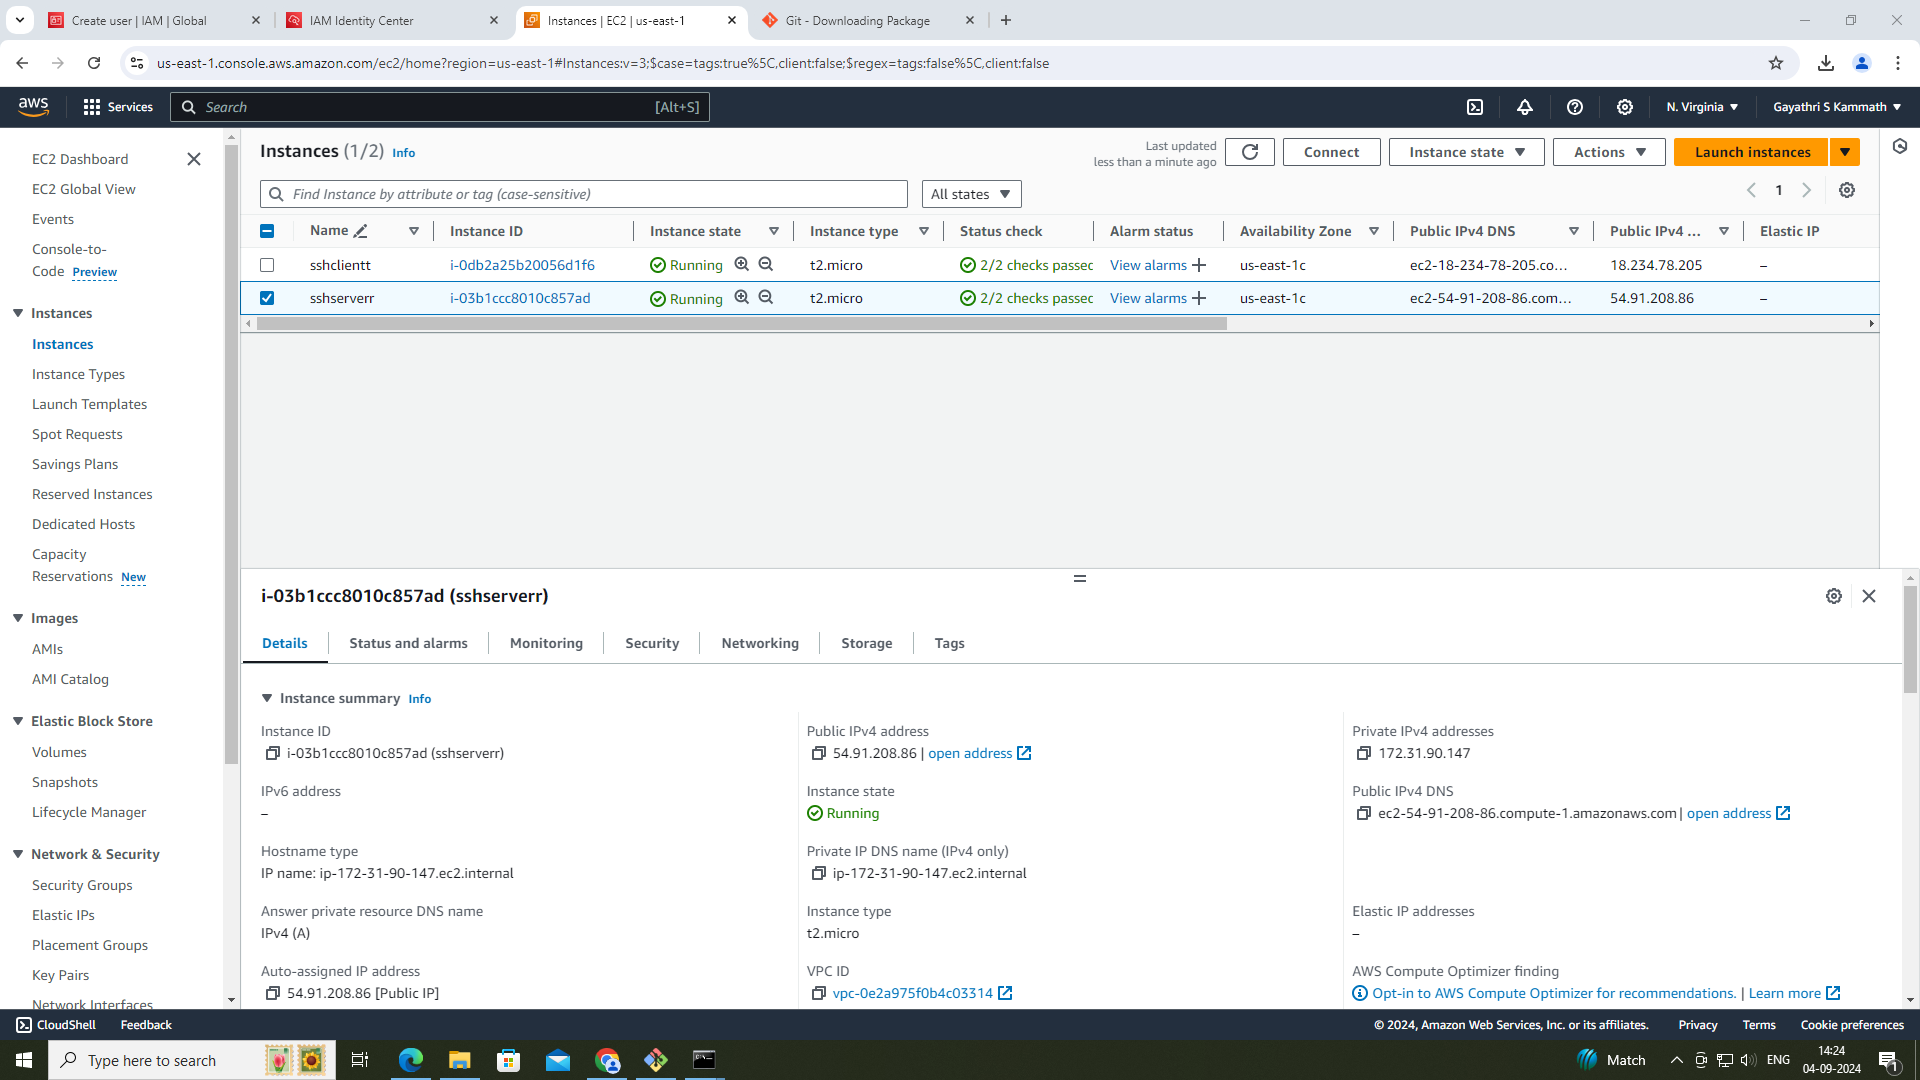 Create user | IAM | Global
IAM Identity Center
Instances | EC2 | us-east-1
Git - Downloading Package
us-east-1.console.aws.amazon.com/ec2/home?region=us-east-1#Instances:v=3;$case=tags:true%5C,client:false;$regex=tags:false%5C,client:false
aws
Services
Search
[Alt+S]
N. Virginia
Gayathri S Kammath
EC2 Dashboard
EC2 Global View
Events
Console-to-
Code Preview
Instances
Instances
Instance Types
Launch Templates
Spot Requests
Savings Plans
Reserved Instances
Dedicated Hosts
Capacity
Reservations New
Images
AMIs
AMI Catalog
Elastic Block Store
Volumes
Snapshots
Lifecycle Manager
Network & Security
Security Groups
Elastic IPs
Placement Groups
Key Pairs
Network Interfaces
Instances (1/2) Info
Last updated
less than a minute ago
Connect
Instance state
Actions
Launch instances
Find Instance by attribute or tag (case-sensitive)
All states
1
Name Instance ID Instance state Instance type Status check Alarm status Availability Zone Public IPv4 DNS Public IPv4 ... Elastic IP
sshclientt i-0db2a25b20056d1f6 Running t2.micro 2/2 checks passec View alarms us-east-1c ec2-18-234-78-205.co... 18.234.78.205 –
sshserverr i-03b1ccc8010c857ad Running t2.micro 2/2 checks passec View alarms us-east-1c ec2-54-91-208-86.com... 54.91.208.86 –
i-03b1ccc8010c857ad (sshserverr)
Details Status and alarms Monitoring Security Networking Storage Tags
Instance summary Info
Instance ID
i-03b1ccc8010c857ad (sshserverr)
Public IPv4 address
54.91.208.86 | open address
Private IPv4 addresses
172.31.90.147
IPv6 address
–
Instance state
Running
Public IPv4 DNS
ec2-54-91-208-86.compute-1.amazonaws.com | open address
Hostname type
IP name: ip-172-31-90-147.ec2.internal
Private IP DNS name (IPv4 only)
ip-172-31-90-147.ec2.internal
Answer private resource DNS name
IPv4 (A)
Instance type
t2.micro
Elastic IP addresses
–
Auto-assigned IP address
54.91.208.86 [Public IP]
VPC ID
vpc-0e2a975f0b4c03314
AWS Compute Optimizer finding
Opt-in to AWS Compute Optimizer for recommendations. | Learn more
CloudShell
Feedback
© 2024, Amazon Web Services, Inc. or its affiliates.
Privacy
Terms
Cookie preferences
Type here to search
Match
ENG
14:24
04-09-2024
1